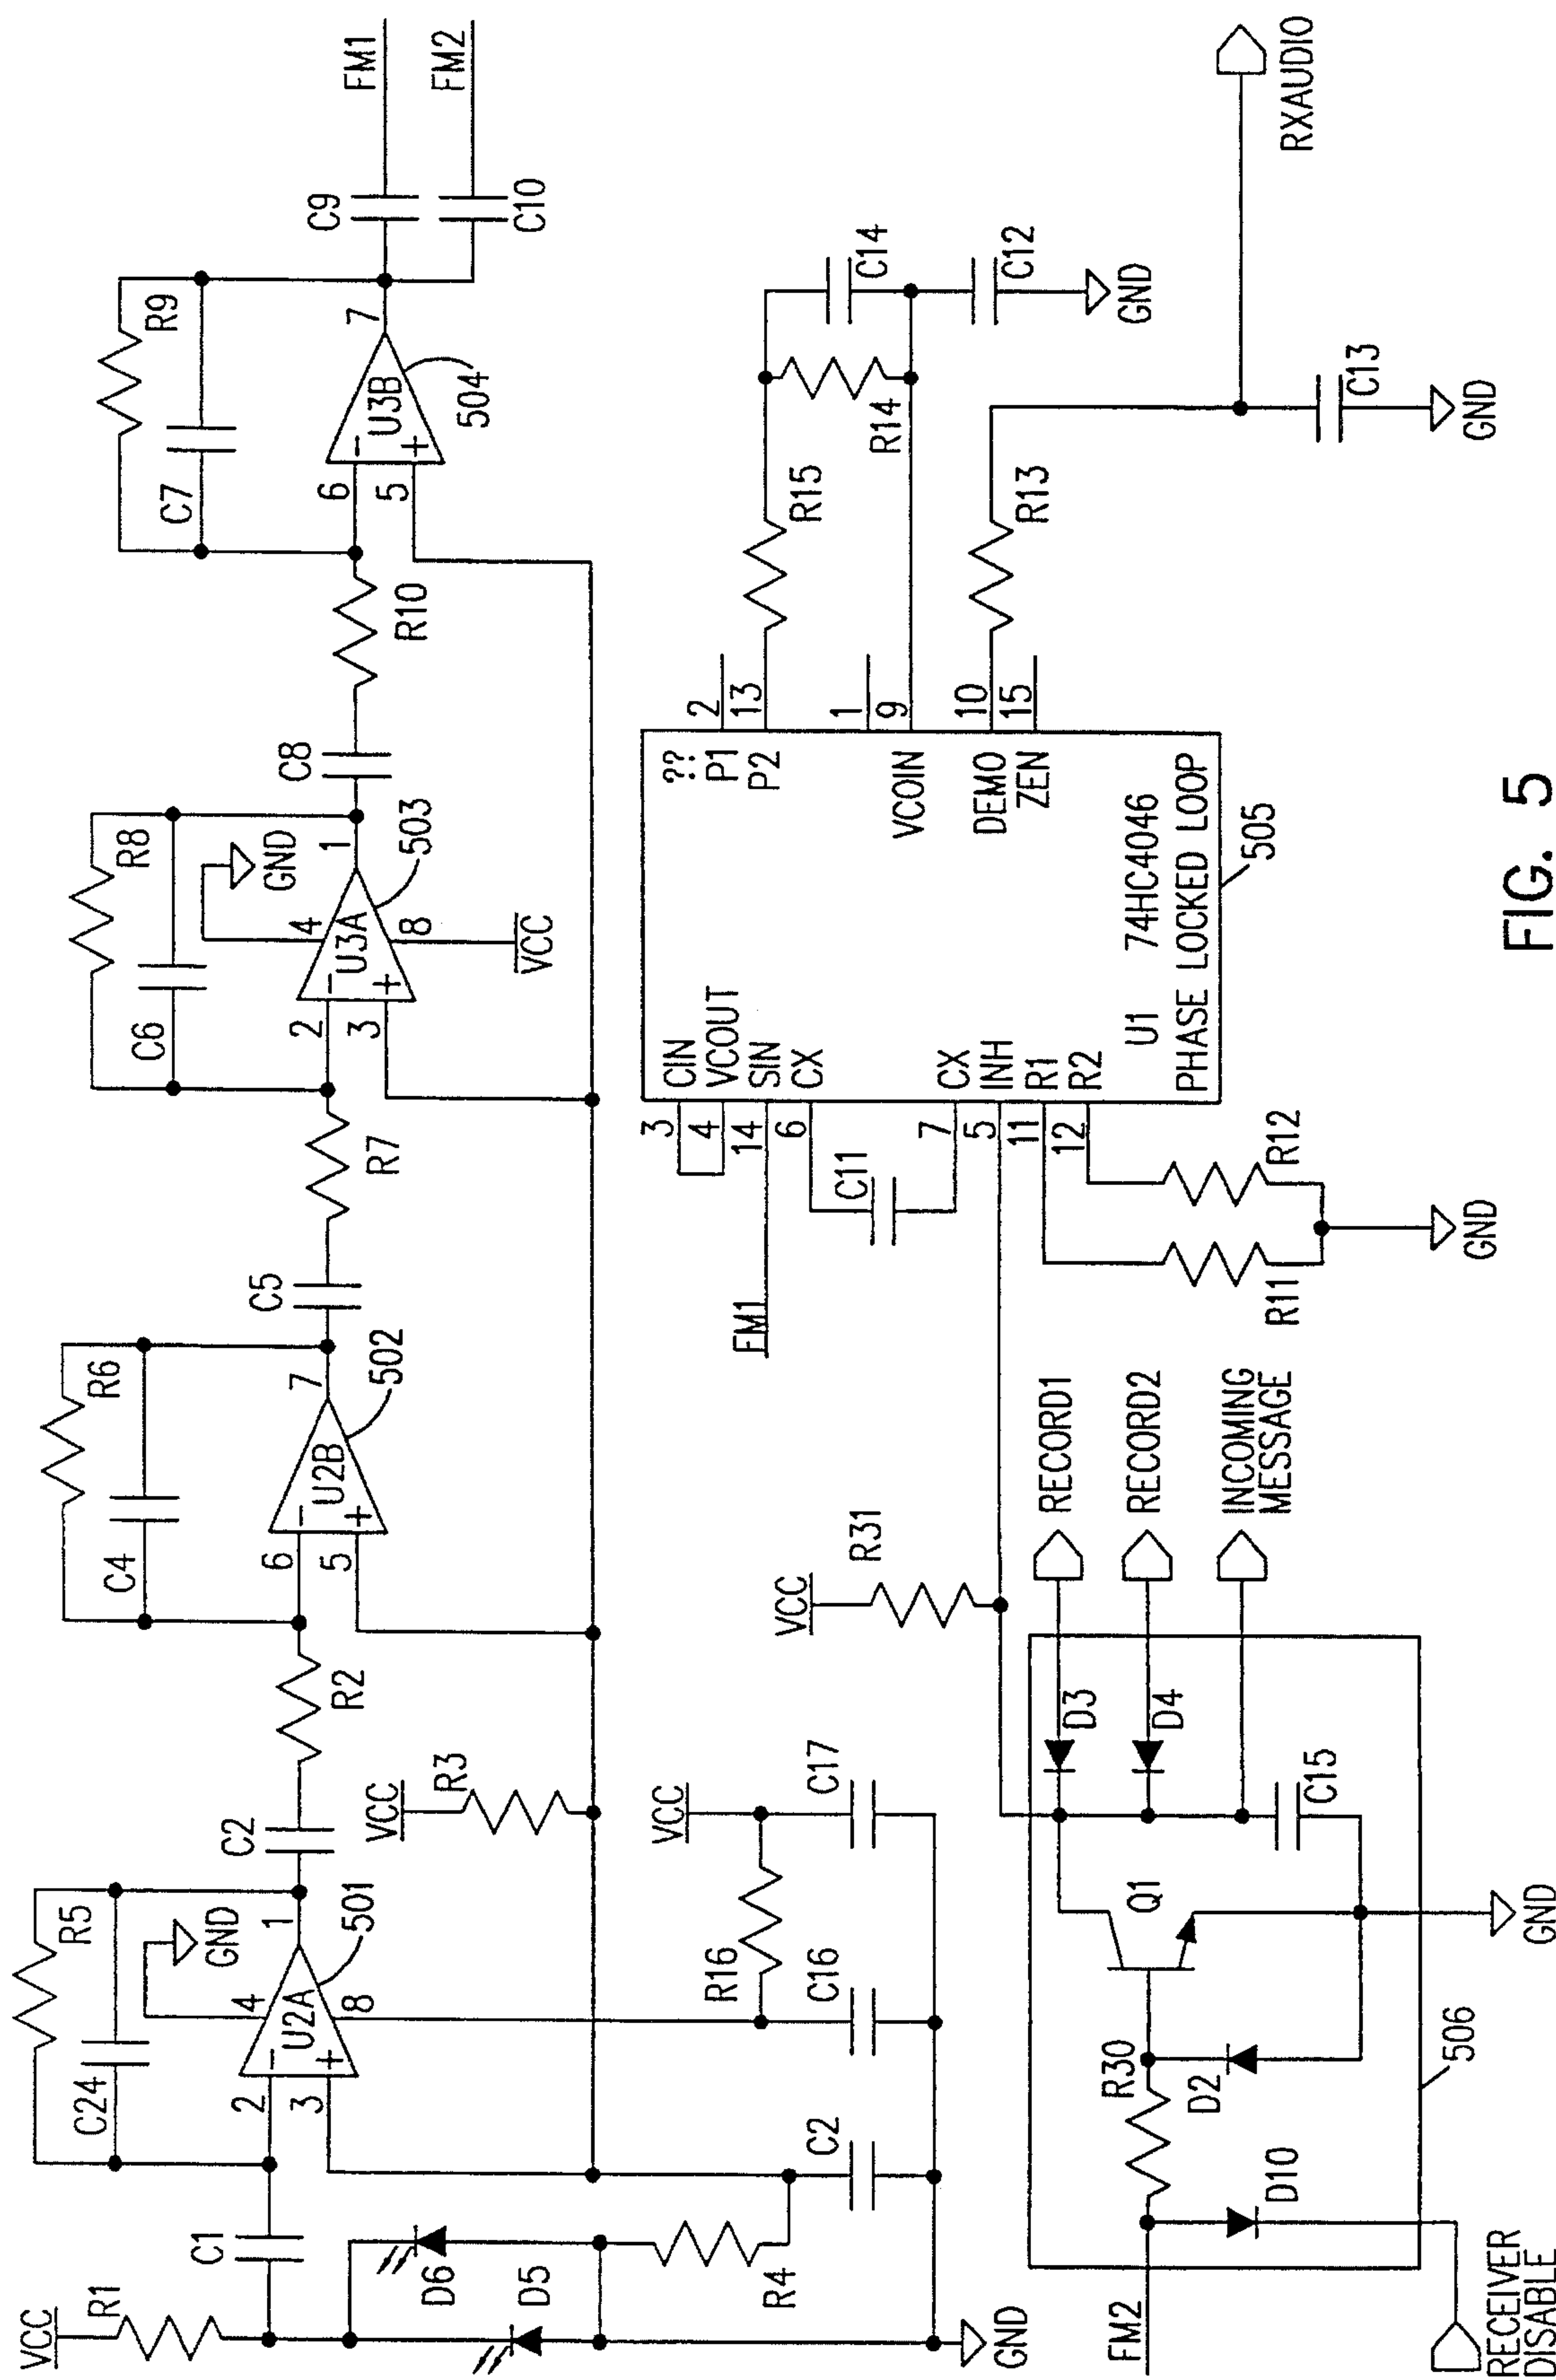 VCC
R1
C1
C24
R5
2
3
4
8
1
U2A
−
+
GND
501
C2
R2
C4
R6
6
5
7
U2B
−
+
502
C5
R7
C6
R8
2
3
4
8
1
U3A
−
+
GND
503
VCC
C8
R10
C7
R9
6
5
7
U3B
−
+
504
C9
FM1
C10
FM2
D6
D5
R4
C2
GND
VCC
R3
VCC
R16
C16
C17
FM1
3
4
14
6
7
5
11
12
CIN
VCOUT
SIN
CX
CX
INH
R1
R2
??
P1
P2
VCOIN
DEMO
ZEN
U1 74HC4046
PHASE LOCKED LOOP
505
2
13
1
9
10
15
C11
R11
R12
GND
R15
R14
C14
C12
GND
R13
C13
GND
RXAUDIO
VCC
R31
RECORD1
RECORD2
INCOMING
MESSAGE
D3
D4
C15
Q1
R30
D2
D10
506
GND
FM2
RECEIVER
DISABLE
FIG. 5